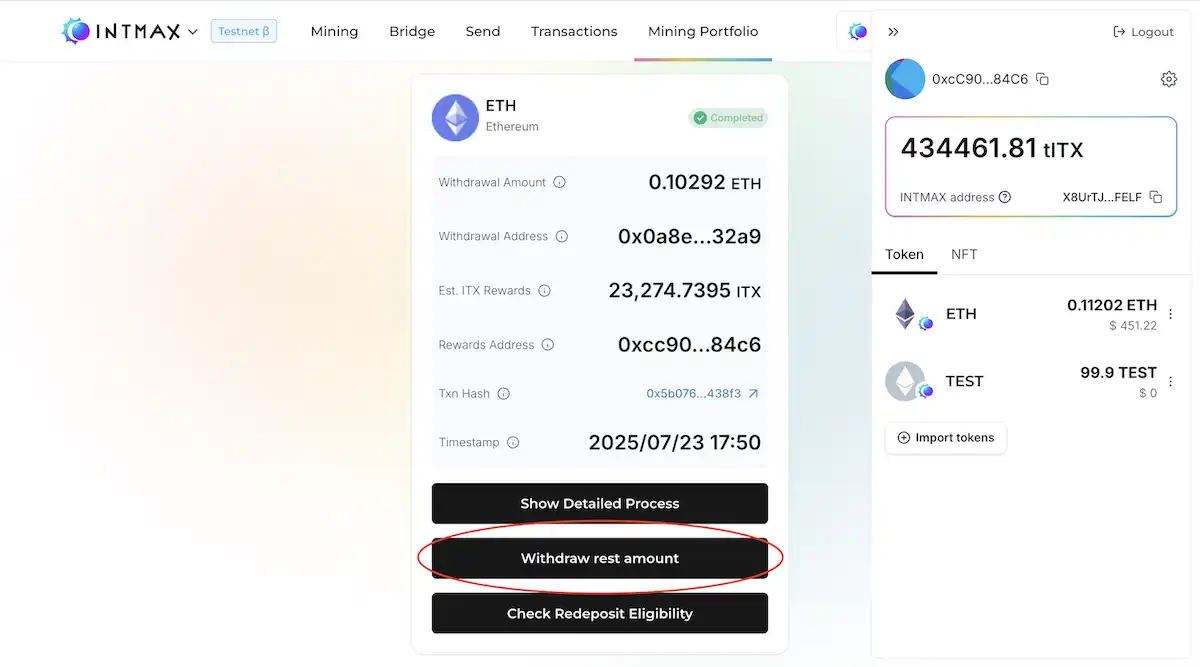 INTMAX Testnet β Mining Bridge Send Transactions Mining Portfolio
Logout
0xcC90...84C6
434461.81 tITX
INTMAX address X8UrTJ...FELF
Token NFT
ETH 0.11202 ETH
$ 451.22
TEST 99.9 TEST
$ 0
Import tokens
ETH
Ethereum
Completed
Withdrawal Amount 0.10292 ETH
Withdrawal Address 0x0a8e...32a9
Est. ITX Rewards 23,274.7395 ITX
Rewards Address 0xcc90...84c6
Txn Hash 0x5b076...438f3
Timestamp 2025/07/23 17:50
Show Detailed Process
Withdraw rest amount
Check Redeposit Eligibility